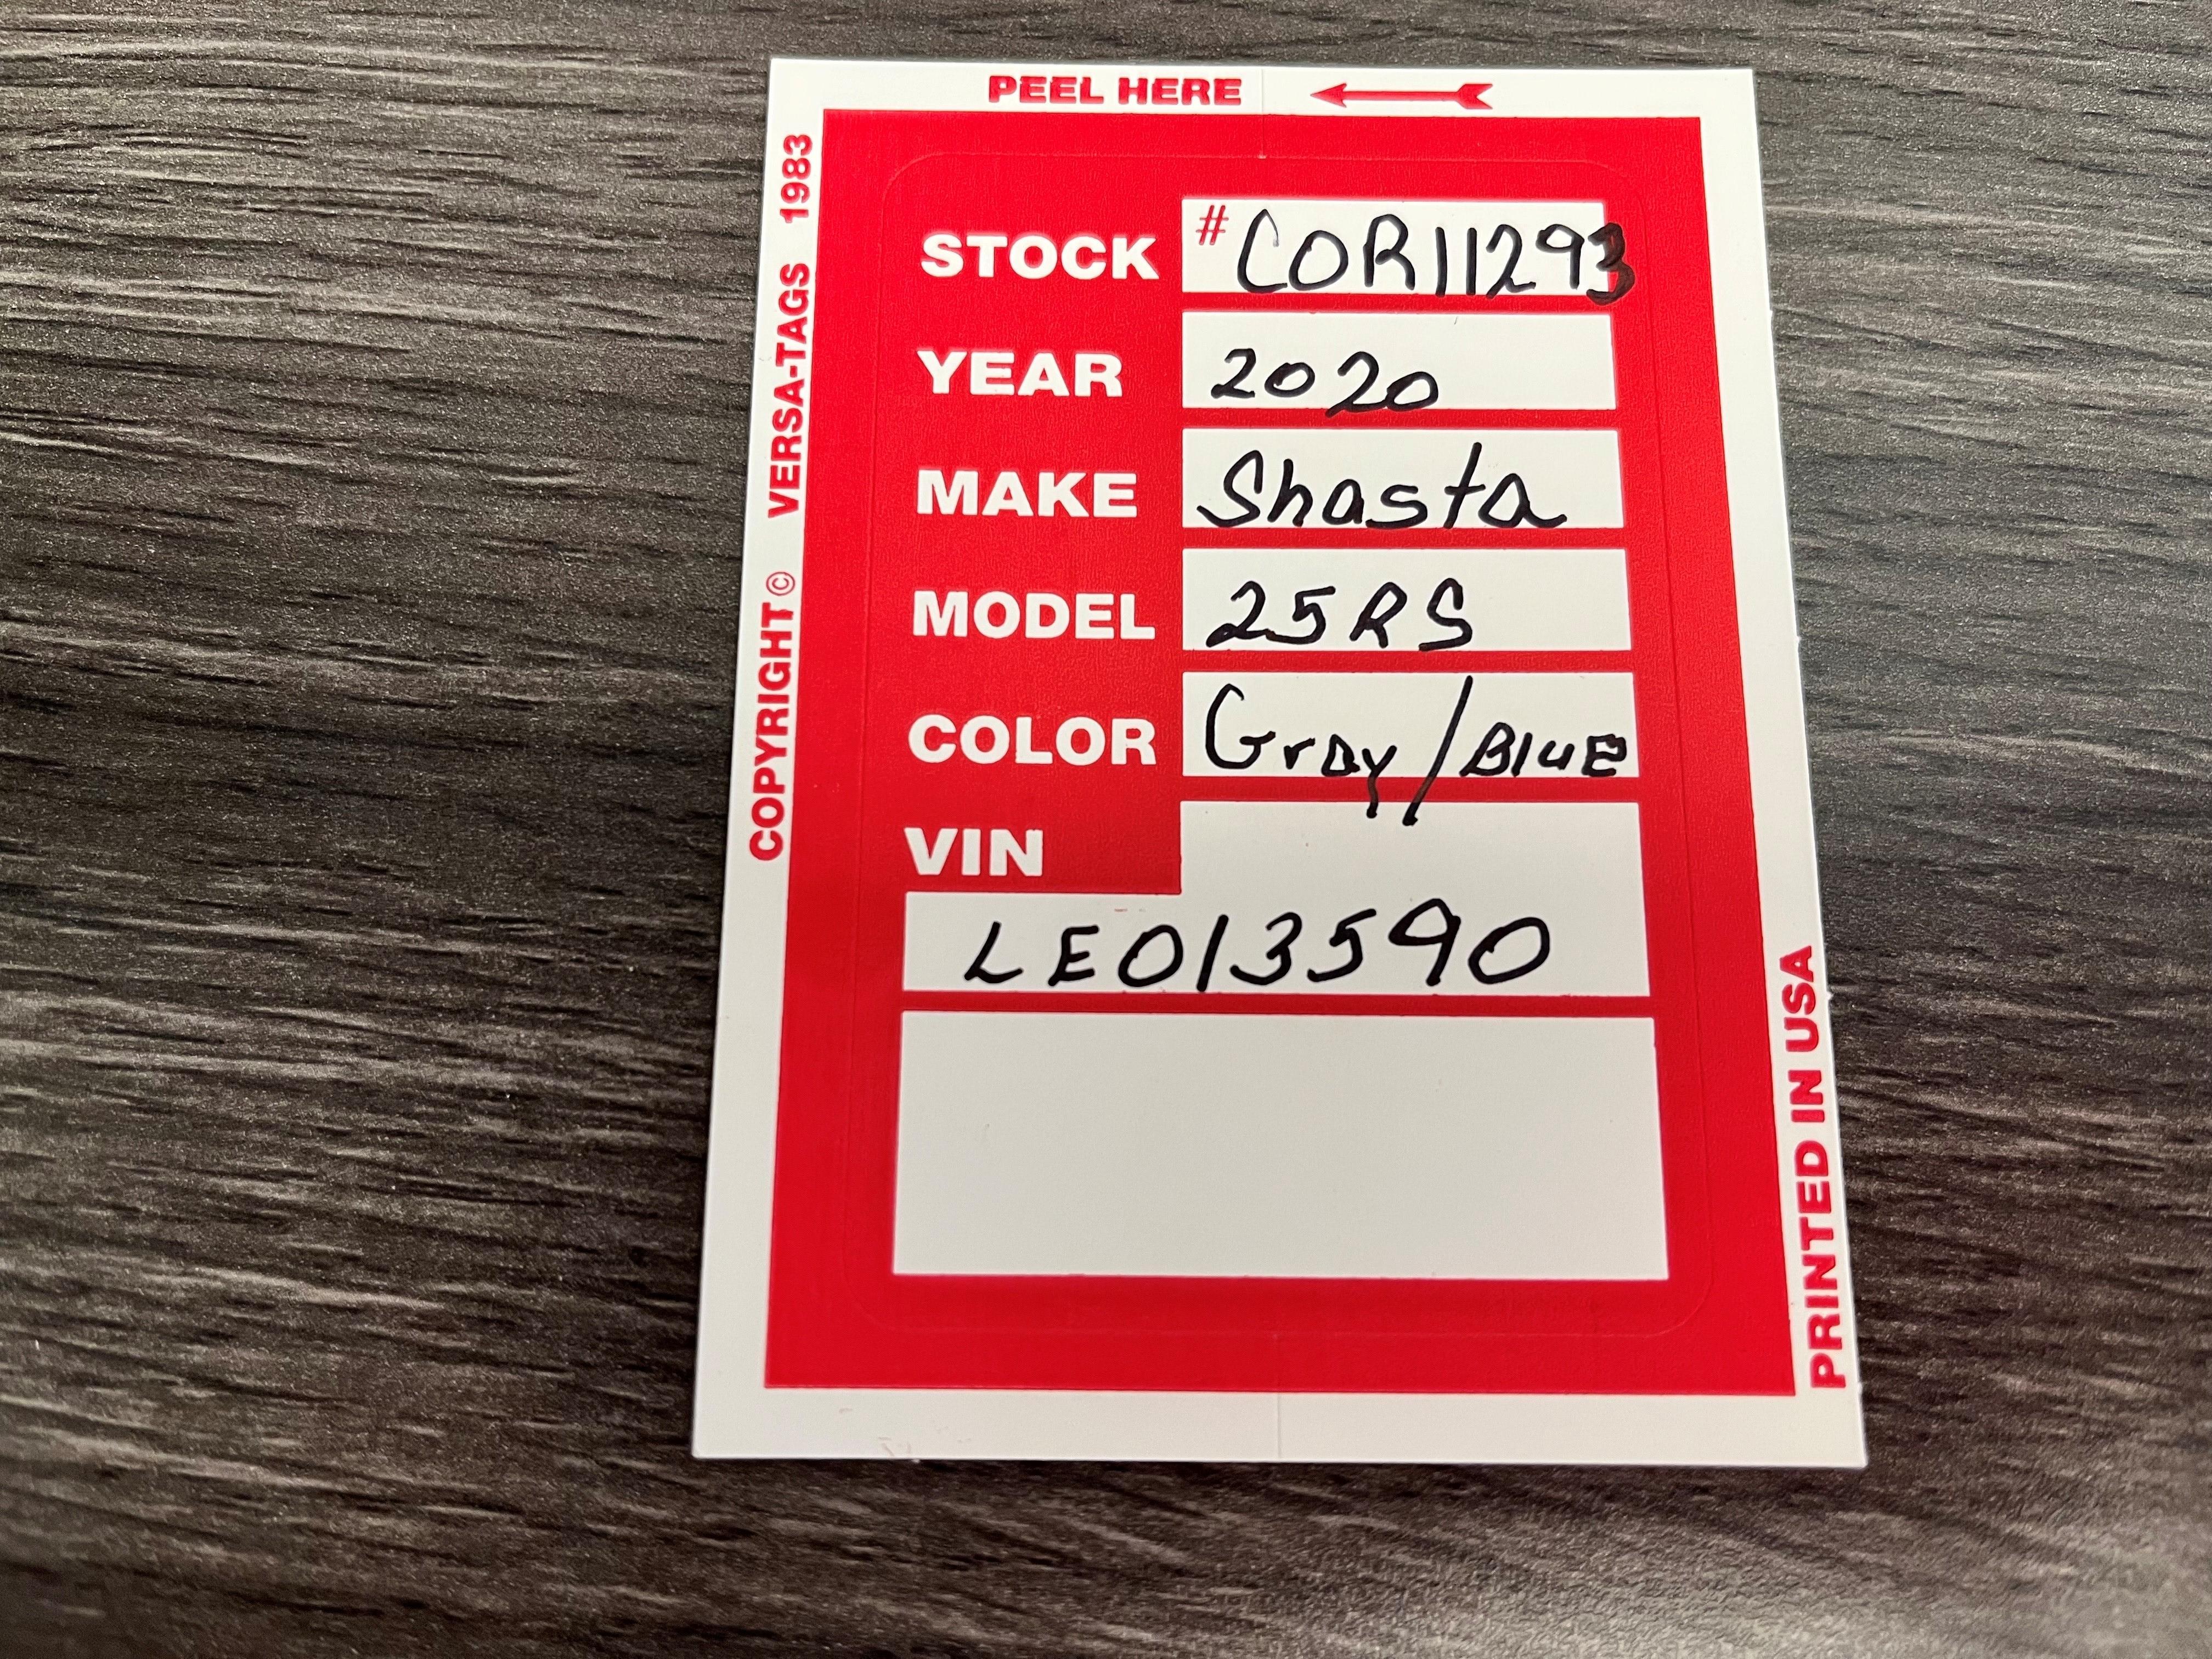 PEEL HERE
COPYRIGHT © VERSA-TAGS 1983
STOCK #COR11293
YEAR 2020
MAKE Shasta
MODEL 25RS
COLOR Gray/BluE
VIN
LE013590
PRINTED IN USA